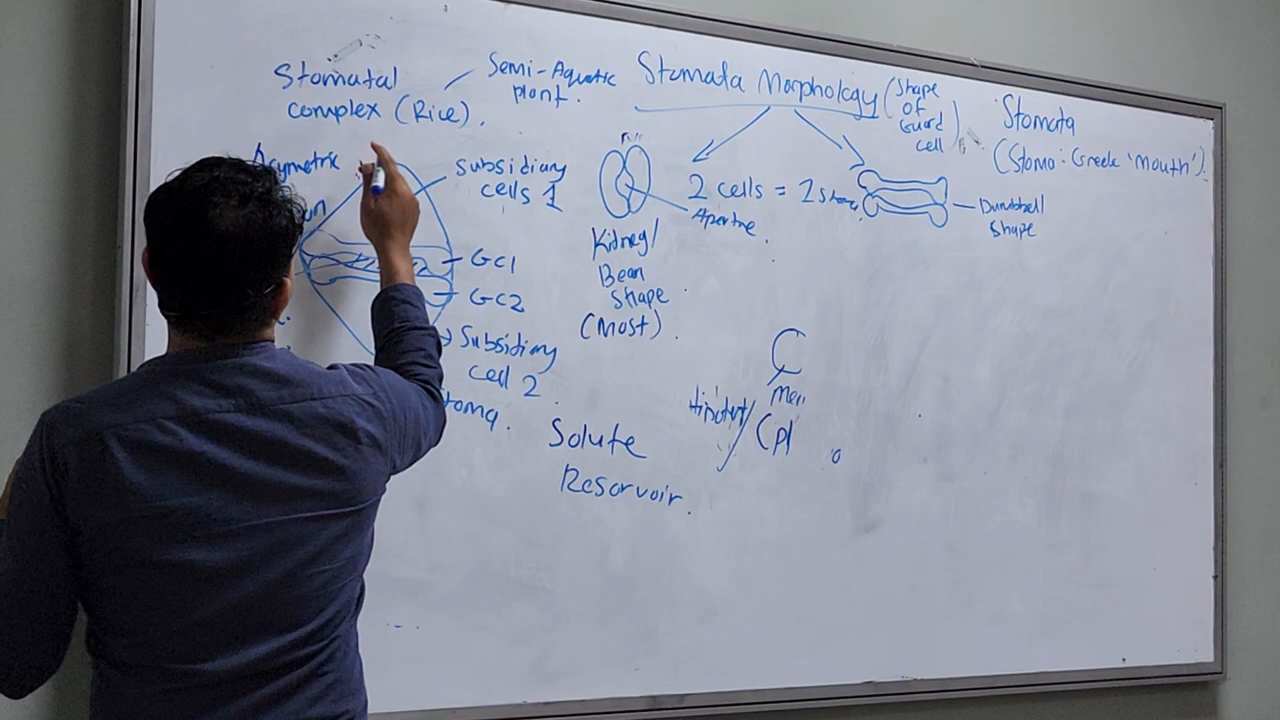 Stomatal
complex (Rice).
Semi-Aquatic
plant.
Stomata Morphology
(Shape
of
Guard
cell)
Stomata
(Stomo: Greek 'mouth').
Asymetric
Subsidiary
cells 1
GC1
GC2
Subsidiary
cell 2.
Aperture.
2 cells = 2
Kidney/
Bean
Shape
(Most).
Dumbbell
Shape
Solute
Reservoir.